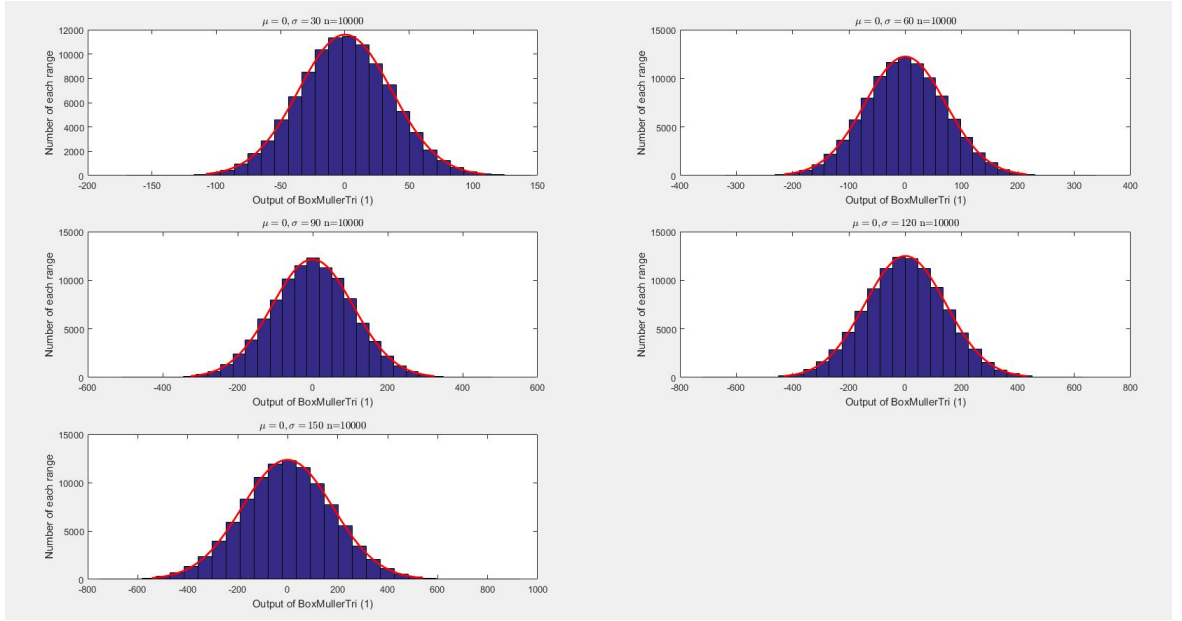 μ = 0, σ = 30 n=10000
Number of each range
12000
10000
8000
6000
4000
2000
0
-200 -150 -100 -50 0 50 100 150
Output of BoxMullerTri (1)
μ = 0, σ = 60 n=10000
Number of each range
15000
10000
5000
0
-400 -300 -200 -100 0 100 200 300 400
Output of BoxMullerTri (1)
μ = 0, σ = 90 n=10000
Number of each range
15000
10000
5000
0
-600 -400 -200 0 200 400 600
Output of BoxMullerTri (1)
μ = 0, σ = 120 n=10000
Number of each range
15000
10000
5000
0
-800 -600 -400 -200 0 200 400 600 800
Output of BoxMullerTri (1)
μ = 0, σ = 150 n=10000
Number of each range
15000
10000
5000
0
-800 -600 -400 -200 0 200 400 600 800 1000
Output of BoxMullerTri (1)